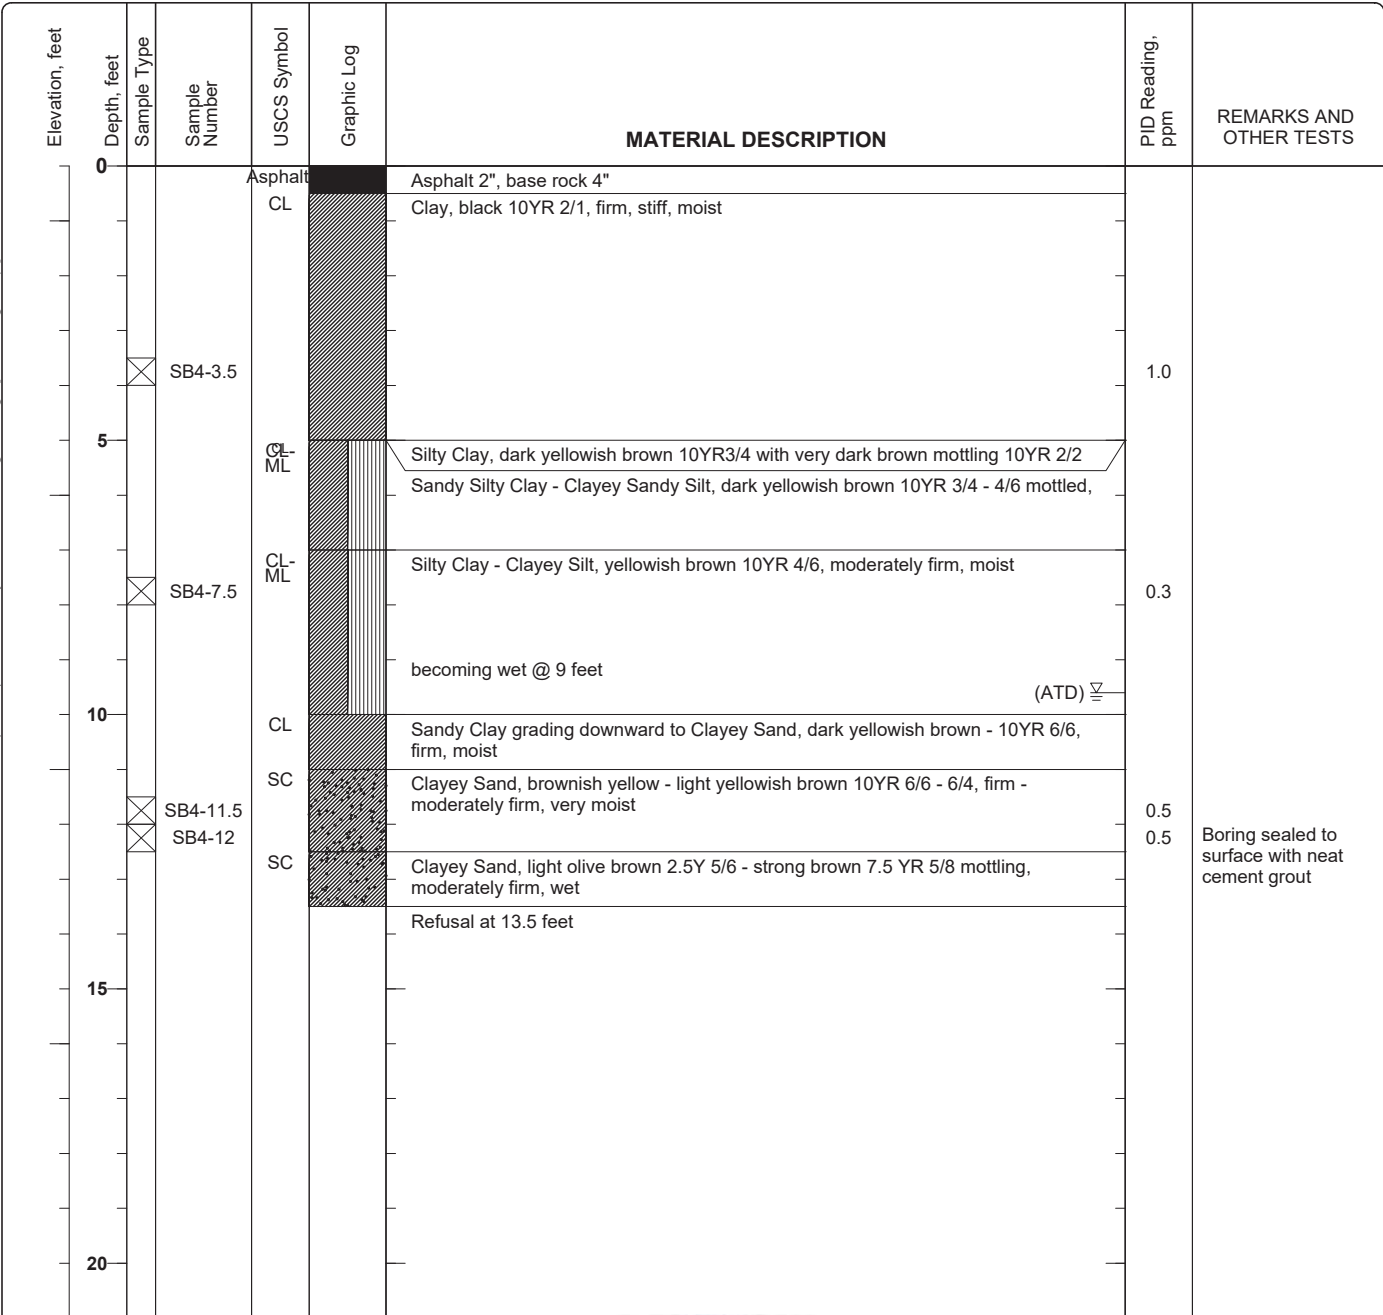 Elevation, feet
Depth, feet
Sample Type
Sample
Number
USCS Symbol
Graphic Log
MATERIAL DESCRIPTION
PID Reading,
ppm
REMARKS AND
OTHER TESTS
0
Asphalt
Asphalt 2", base rock 4"
CL
Clay, black 10YR 2/1, firm, stiff, moist
SB4-3.5
1.0
5
CL
CL-
ML
Silty Clay, dark yellowish brown 10YR3/4 with very dark brown mottling 10YR 2/2
Sandy Silty Clay - Clayey Sandy Silt, dark yellowish brown 10YR 3/4 - 4/6 mottled,
CL-
ML
Silty Clay - Clayey Silt, yellowish brown 10YR 4/6, moderately firm, moist
SB4-7.5
0.3
becoming wet @ 9 feet
(ATD)
10
CL
Sandy Clay grading downward to Clayey Sand, dark yellowish brown - 10YR 6/6,
firm, moist
SC
Clayey Sand, brownish yellow - light yellowish brown 10YR 6/6 - 6/4, firm -
moderately firm, very moist
SB4-11.5
0.5
SB4-12
0.5
Boring sealed to
surface with neat
cement grout
SC
Clayey Sand, light olive brown 2.5Y 5/6 - strong brown 7.5 YR 5/8 mottling,
moderately firm, wet
Refusal at 13.5 feet
15
20